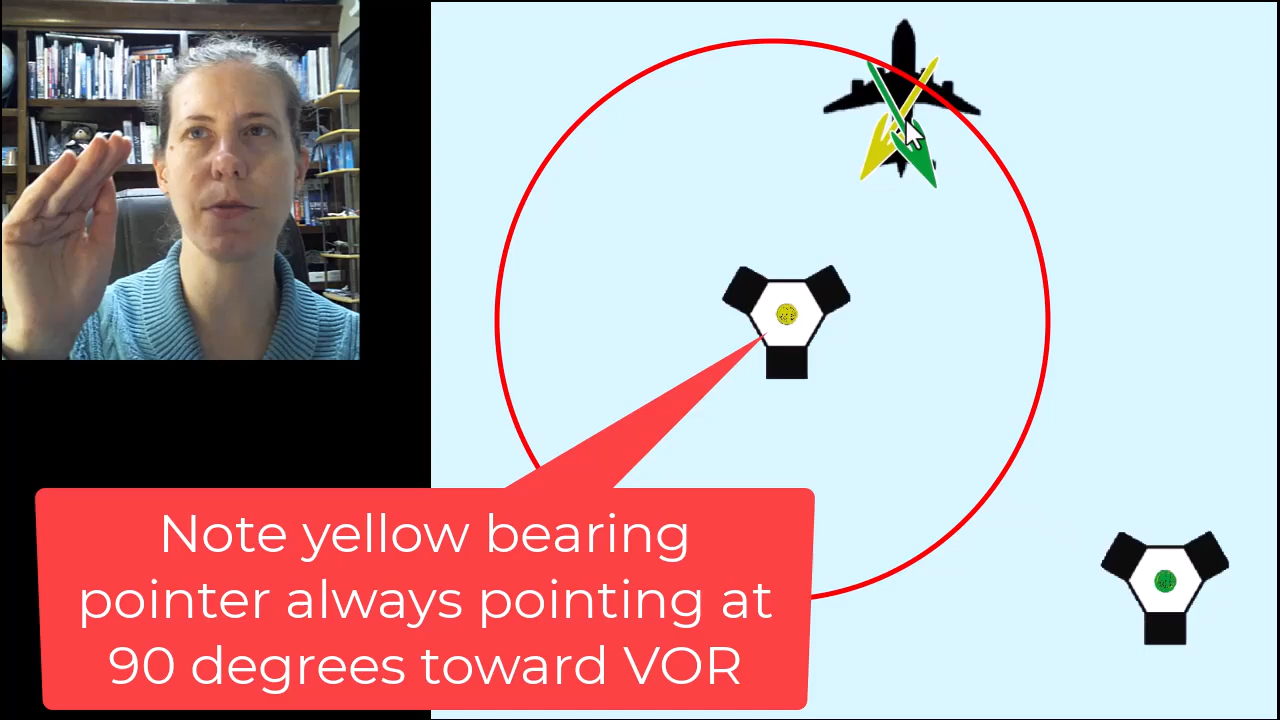 Note yellow bearing
pointer always pointing at
90 degrees toward VOR